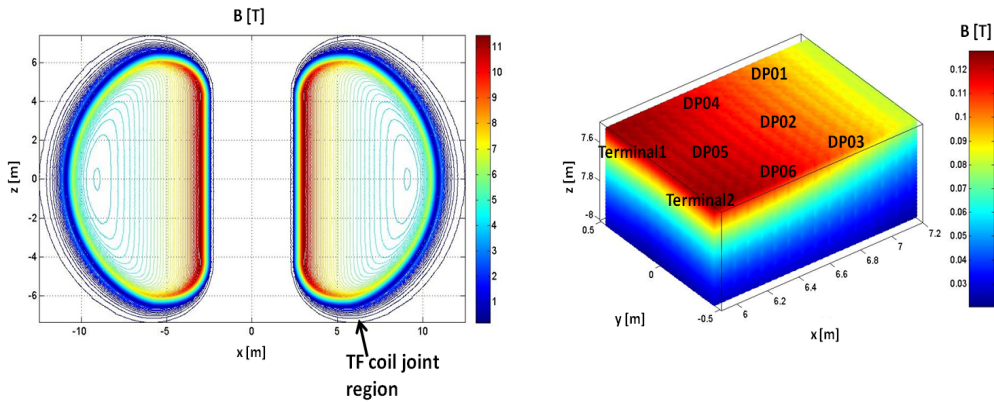 B [T]
6
4
2
0
-2
-4
-6
z [m]
-10
-5
0
5
10
x [m]
11
10
9
8
7
6
5
4
3
2
1
TF coil joint
region
B [T]
DP01
DP04
DP02
DP03
DP05
DP06
Terminal1
Terminal2
7.6
7.8
-8
z [m]
0.5
0
-0.5
y [m]
6
6.2
6.4
6.6
6.8
7
7.2
x [m]
0.12
0.11
0.1
0.09
0.08
0.07
0.06
0.05
0.04
0.03